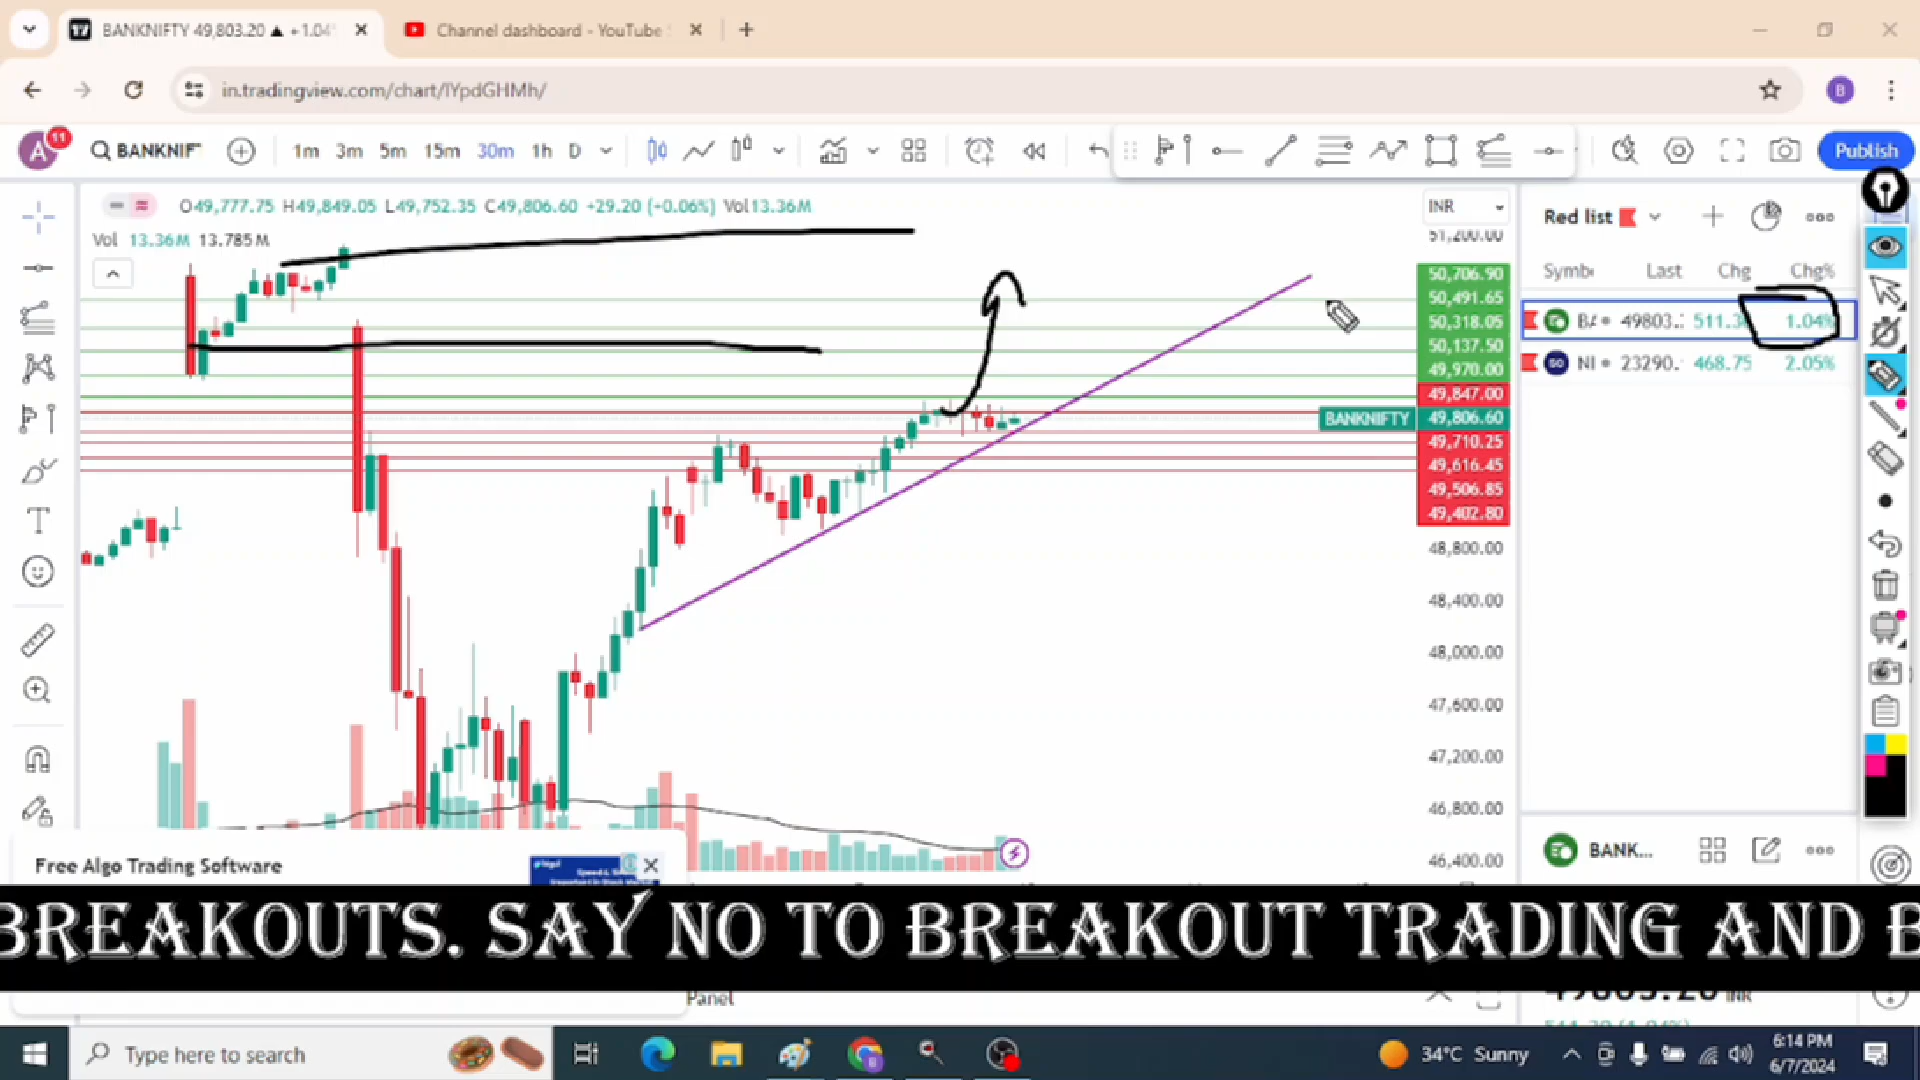 BANKNIFTY 49,803.20 ▲ +1.04
Channel dashboard - YouTube
in.tradingview.com/chart/lYpdGHMh/
B
A 11
BANKNIF
1m 3m 5m 15m 30m 1h D
Publish
O49,777.75 H49,849.05 L49,752.35 C49,806.60 +29.20 (+0.06%) Vol13.36M
Vol 13.36M 13.785M
INR
51,200.00
50,706.90
50,491.65
50,318.05
50,137.50
49,970.00
49,847.00
BANKNIFTY 49,806.60
49,710.25
49,616.45
49,506.85
49,402.80
48,800.00
48,400.00
48,000.00
47,600.00
47,200.00
46,800.00
46,400.00
Red list
Symb Last Chg Chg%
BA 49803. 511.3 1.04%
NI 23290. 468.75 2.05%
BANK...
Free Algo Trading Software
BREAKOUTS. SAY NO TO BREAKOUT TRADING AND B
Panel
49803.20 INR
Type here to search
34°C Sunny
6:14 PM
6/7/2024